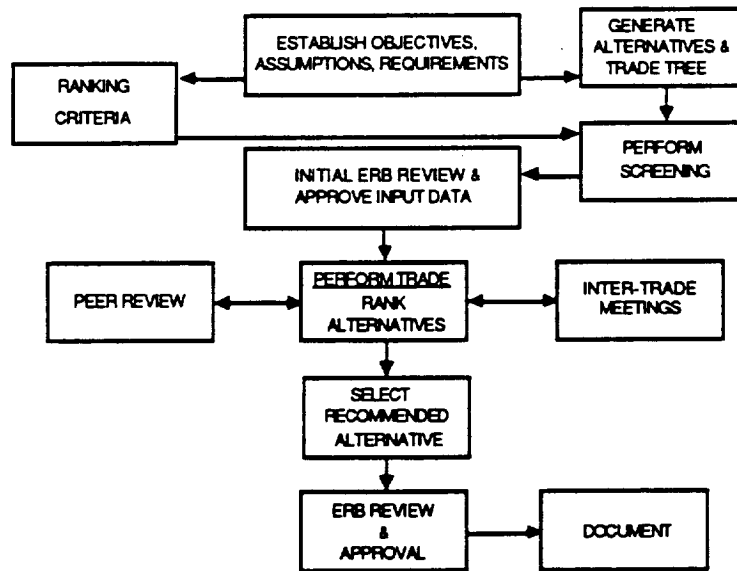 ESTABLISH OBJECTIVES,
ASSUMPTIONS, REQUIREMENTS
GENERATE
ALTERNATIVES &
TRADE TREE
RANKING
CRITERIA
PERFORM
SCREENING
INITIAL ERB REVIEW &
APPROVE INPUT DATA
PEER REVIEW
PERFORM TRADE
RANK
ALTERNATIVES
INTER-TRADE
MEETINGS
SELECT
RECOMMENDED
ALTERNATIVE
ERB REVIEW
&
APPROVAL
DOCUMENT